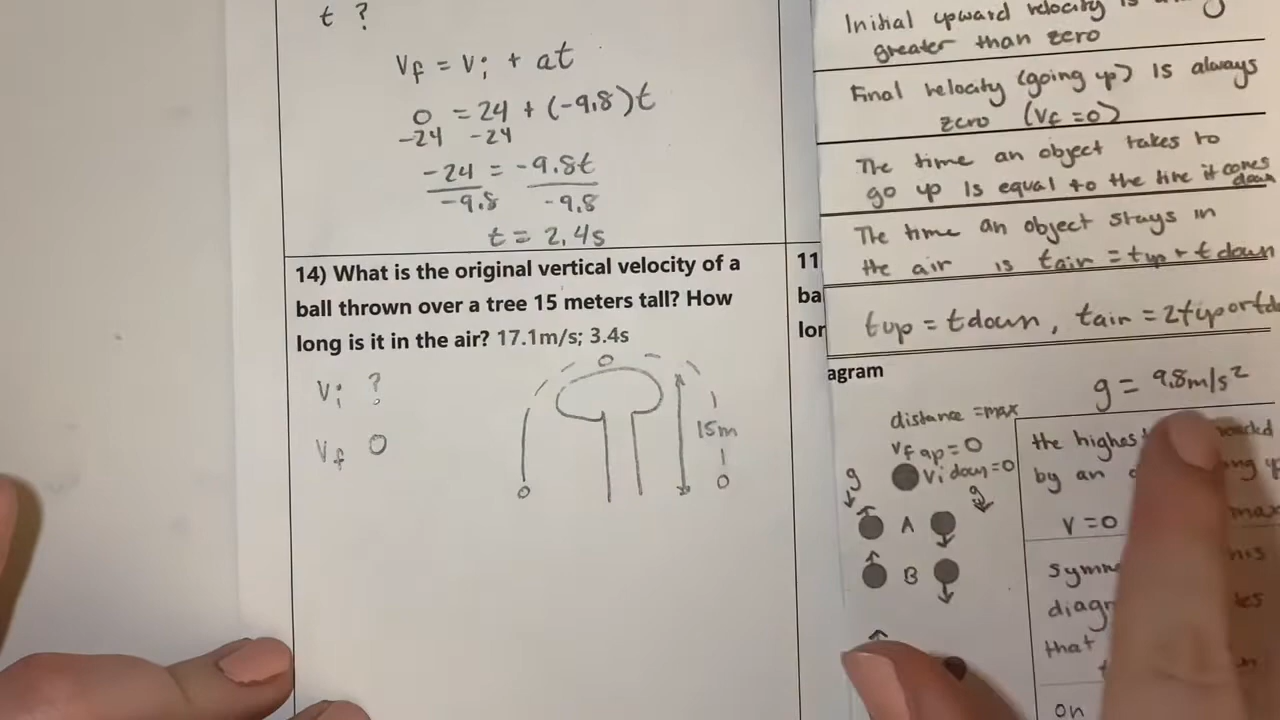 t ?
Vf = Vi + at
0 = 24 + (-9.8)t
-24 -24
-24 = -9.8t
-9.8 -9.8
t = 2.4s
14) What is the original vertical velocity of a
ball thrown over a tree 15 meters tall? How
long is it in the air? 17.1m/s; 3.4s
Vi ?
Vf 0
15m
11
ba
lor
Initial upward velocity is
greater than zero
Final velocity (going up) is always
zero (Vf =0)
The time an object takes to
go up is equal to the time it comes
down
The time an object stays in
the air is tair = tup + tdown
tup = tdown, tair = 2tup or td
agram
g = 9.8m/s²
distance = max
Vf up = 0
Vi down = 0
g
g
A
B
the highest
by an
V = 0
max
diagr
that
on